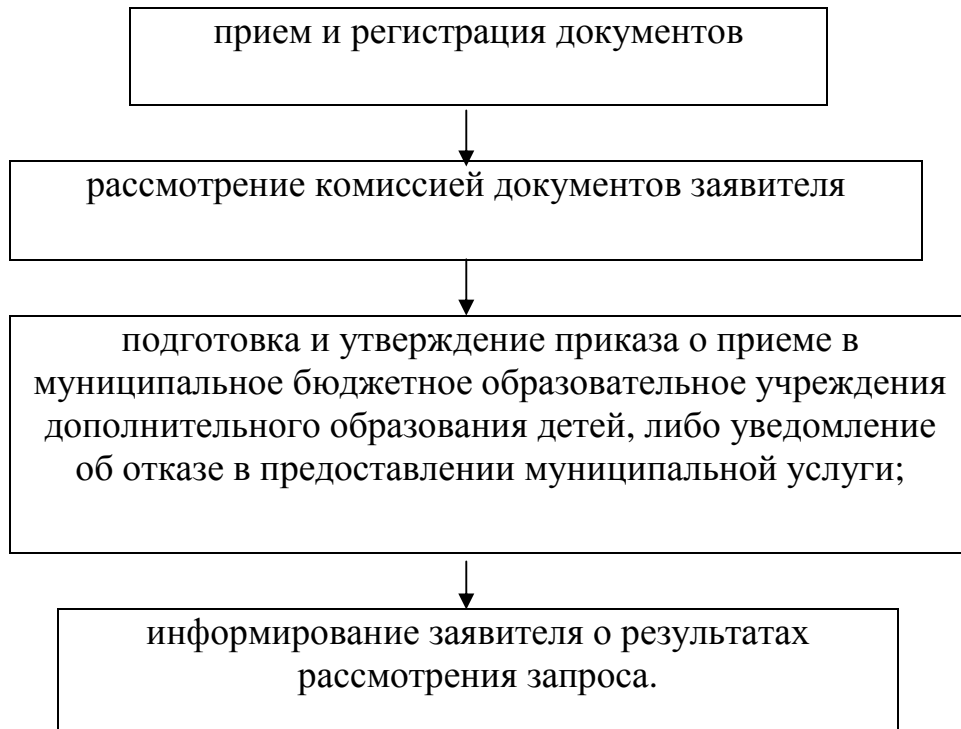 прием и регистрация документов
рассмотрение комиссией документов заявителя
подготовка и утверждение приказа о приеме в
муниципальное бюджетное образовательное учреждения
дополнительного образования детей, либо уведомление
об отказе в предоставлении муниципальной услуги;
информирование заявителя о результатах
рассмотрения запроса.